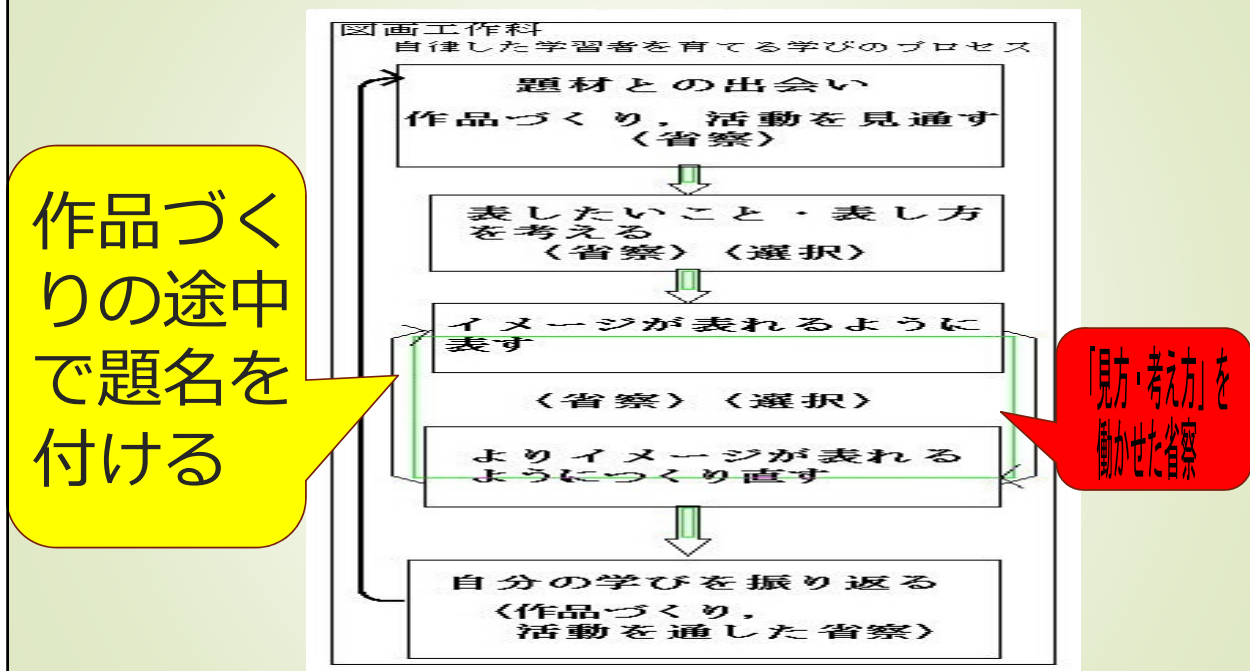 図画工作科
自律した学習者を育てる学びのプロセス
題材との出会い
作品づくり，活動を見通す
（省察）
表したいこと・表し方
を考える
（省察）（選択）
イメージが表れるように
表す
（省察）（選択）
よりイメージが表れる
ようにつくり直す
自分の学びを振り返る
（作品づくり，
活動を通した省察）
作品づく
りの途中
で題名を
付ける
「見方・考え方」を
働かせた省察